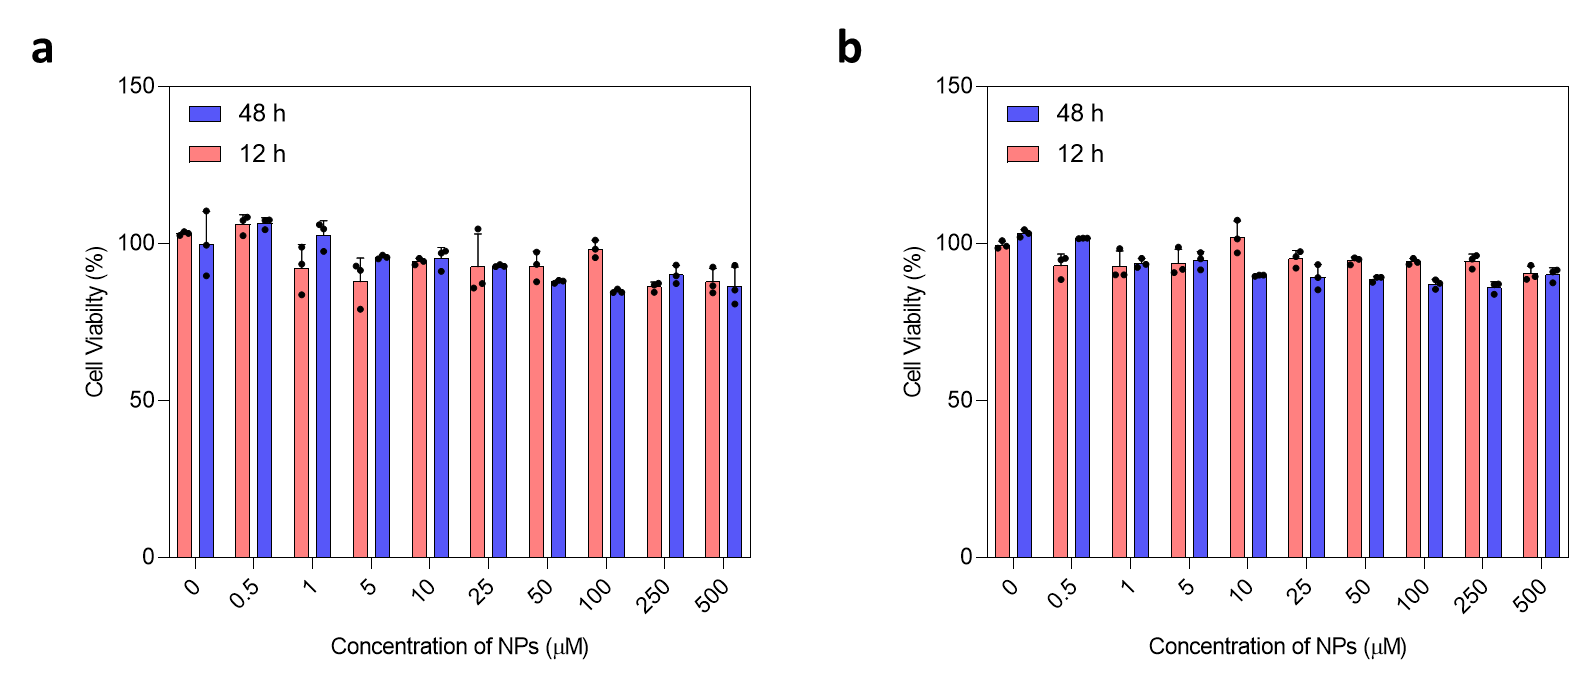 a
150
100
50
0
48 h
12 h
Cell Viabilty (%)
0
0.5
1
5
10
25
50
100
250
500
Concentration of NPs (μM)
b
150
100
50
0
48 h
12 h
Cell Viabilty (%)
0
0.5
1
5
10
25
50
100
250
500
Concentration of NPs (μM)